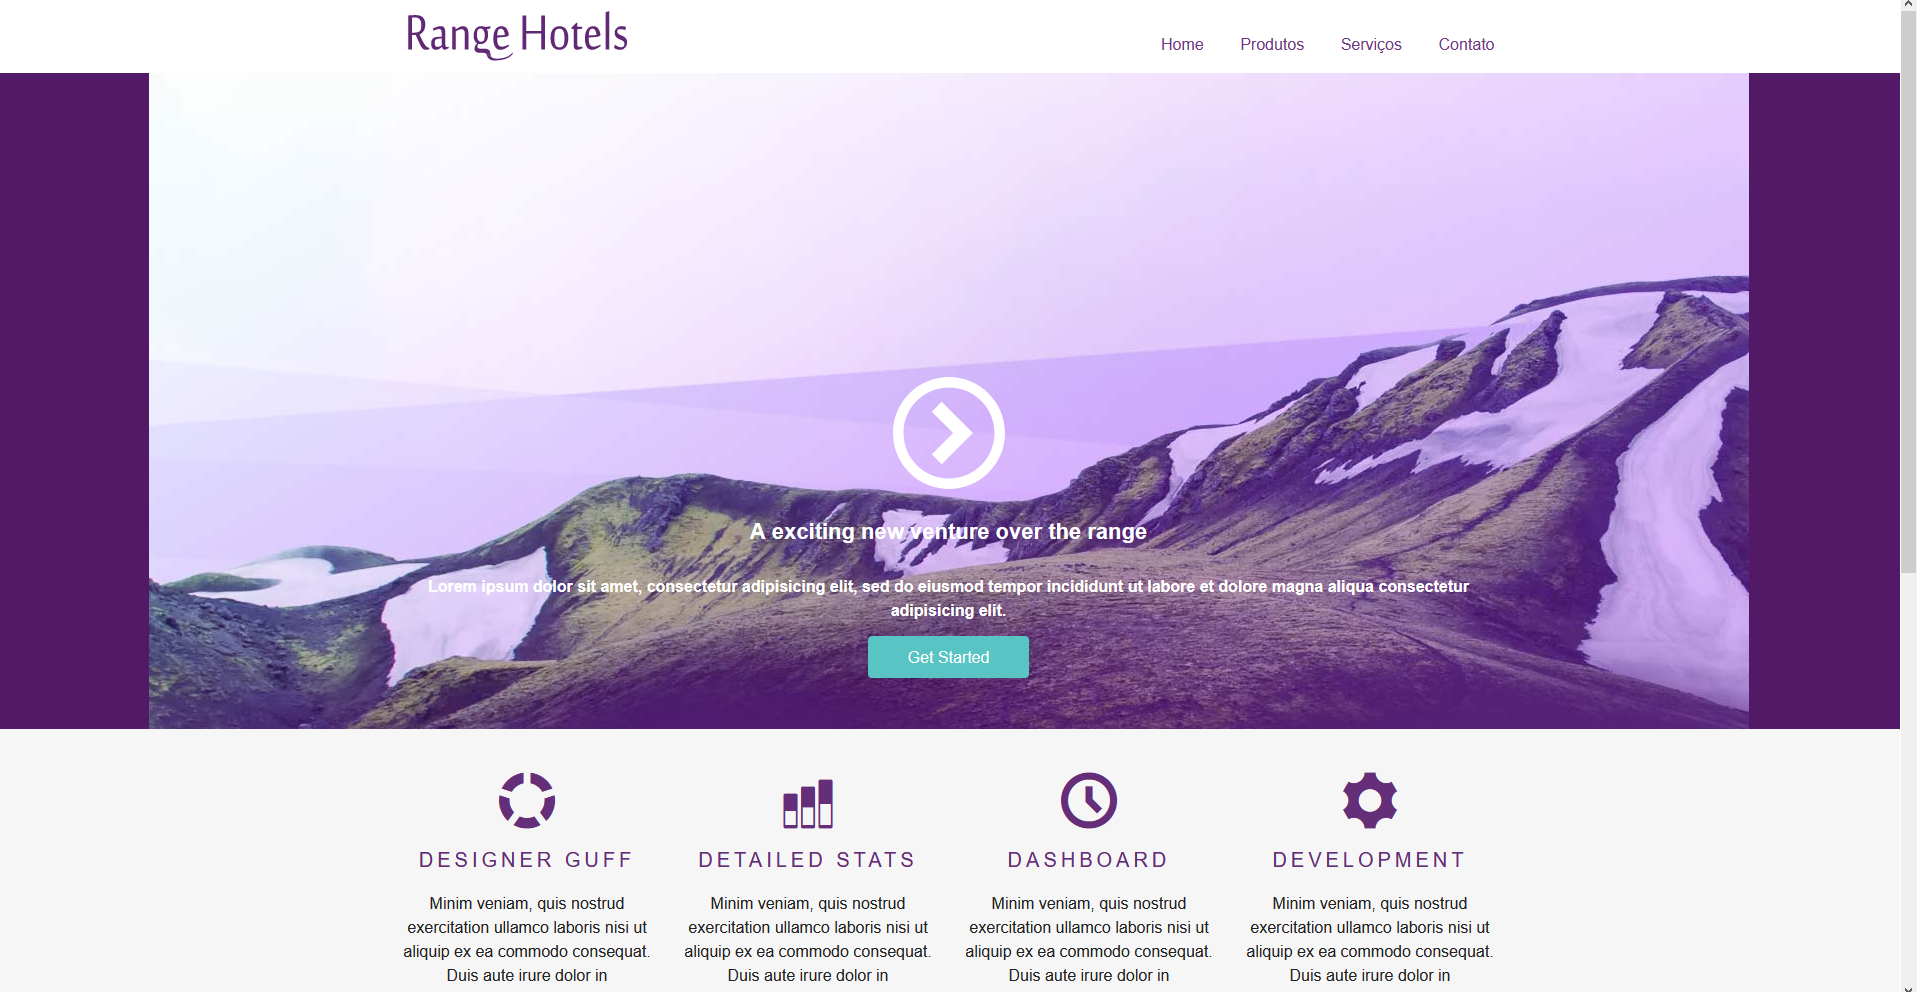 Range Hotels
Home Produtos Serviços Contato
A exciting new venture over the range
Lorem ipsum dolor sit amet, consectetur adipisicing elit, sed do eiusmod tempor incididunt ut labore et dolore magna aliqua consectetur
adipisicing elit.
Get Started
DESIGNER GUFF
Minim veniam, quis nostrud
exercitation ullamco laboris nisi ut
aliquip ex ea commodo consequat.
Duis aute irure dolor in
DETAILED STATS
Minim veniam, quis nostrud
exercitation ullamco laboris nisi ut
aliquip ex ea commodo consequat.
Duis aute irure dolor in
DASHBOARD
Minim veniam, quis nostrud
exercitation ullamco laboris nisi ut
aliquip ex ea commodo consequat.
Duis aute irure dolor in
DEVELOPMENT
Minim veniam, quis nostrud
exercitation ullamco laboris nisi ut
aliquip ex ea commodo consequat.
Duis aute irure dolor in